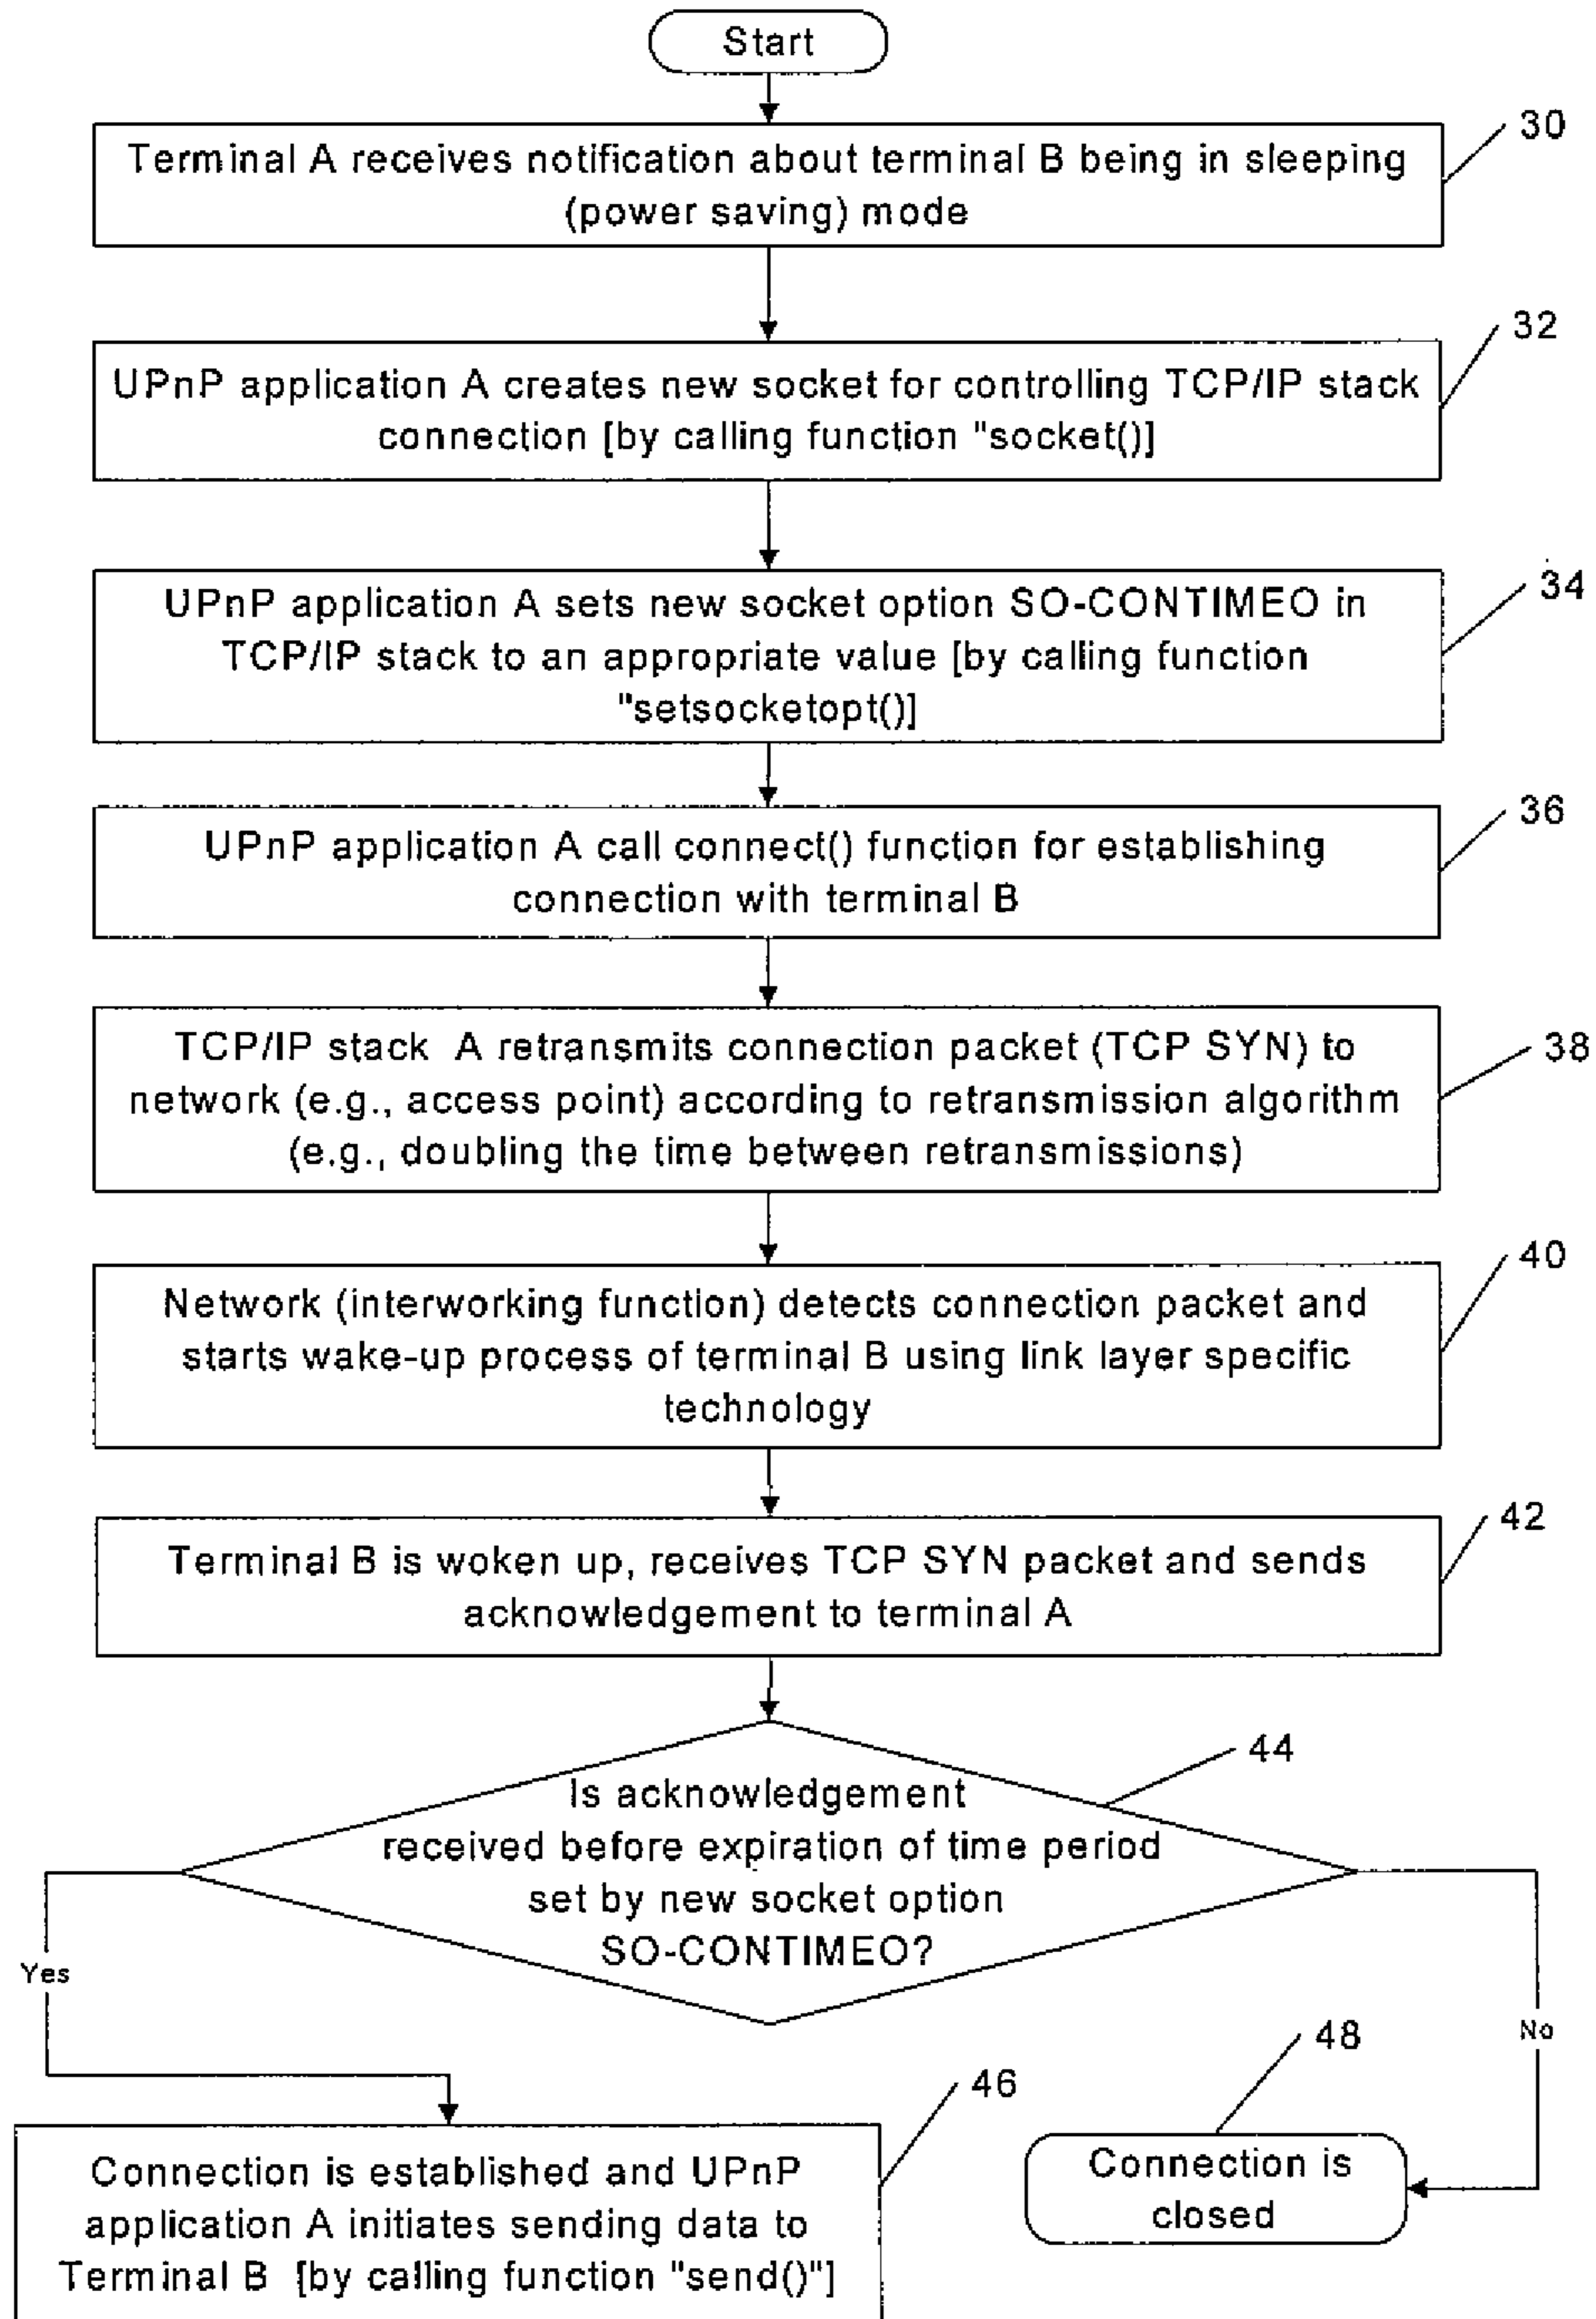 Start
30
Terminal A receives notification about terminal B being in sleeping
(power saving) mode
32
UPnP application A creates new socket for controlling TCP/IP stack
connection [by calling function "socket()]
34
UPnP application A sets new socket option SO-CONTIMEO in
TCP/IP stack to an appropriate value [by calling function
"setsocketopt()]
36
UPnP application A call connect() function for establishing
connection with terminal B
38
TCP/IP stack A retransmits connection packet (TCP SYN) to
network (e.g., access point) according to retransmission algorithm
(e.g., doubling the time between retransmissions)
40
Network (interworking function) detects connection packet and
starts wake-up process of terminal B using link layer specific
technology
42
Terminal B is woken up, receives TCP SYN packet and sends
acknowledgement to terminal A
44
Is acknowledgement
received before expiration of time period
set by new socket option
SO-CONTIMEO?
Yes
No
46
Connection is established and UPnP
application A initiates sending data to
Terminal B [by calling function "send()"]
48
Connection is
closed